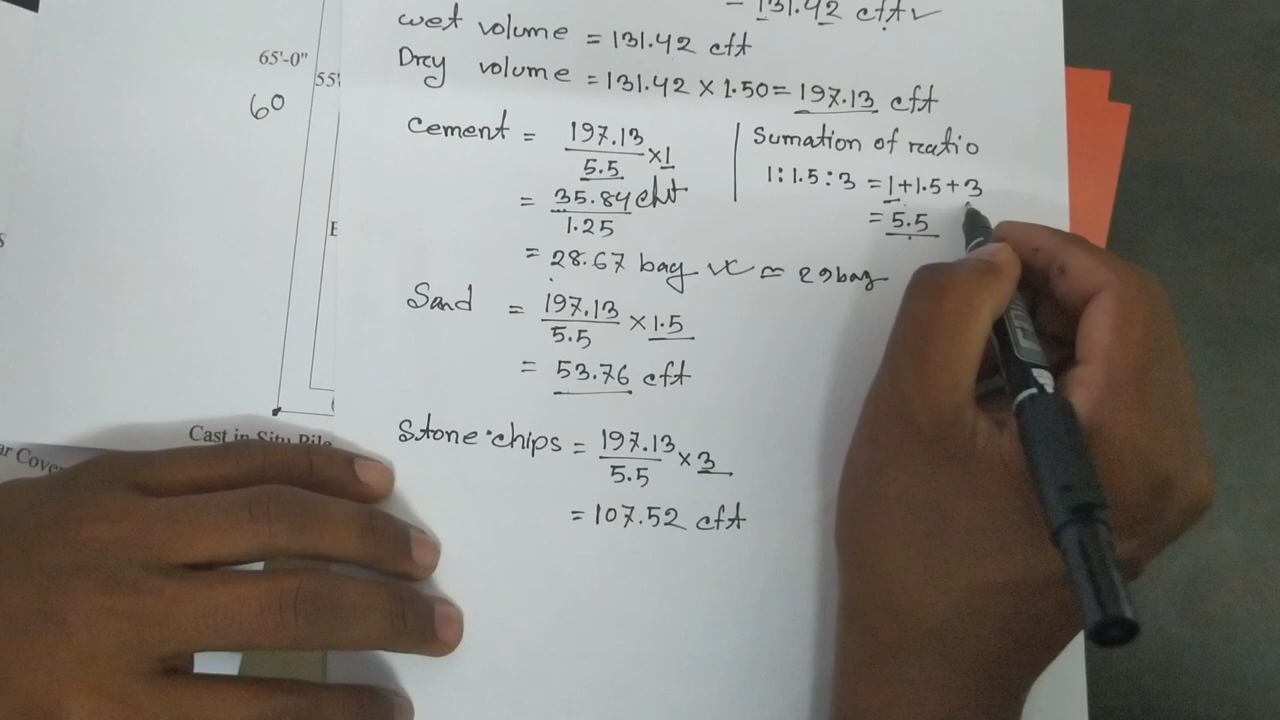 = 131.42 cft
wet volume = 131.42 cft
Dry volume = 131.42 × 1.50 = 197.13 cft
Cement = 197.13 / 5.5 × 1
= 35.84 cft / 1.25
= 28.67 bag ≃ 29 bag
Sumation of ratio
1:1.5:3 = 1+1.5+3
= 5.5
Sand = 197.13 / 5.5 × 1.5
= 53.76 cft
Stone chips = 197.13 / 5.5 × 3
= 107.52 cft
65'-0"
55'
60
E
Cast in Situ Pile
ar Cover
s